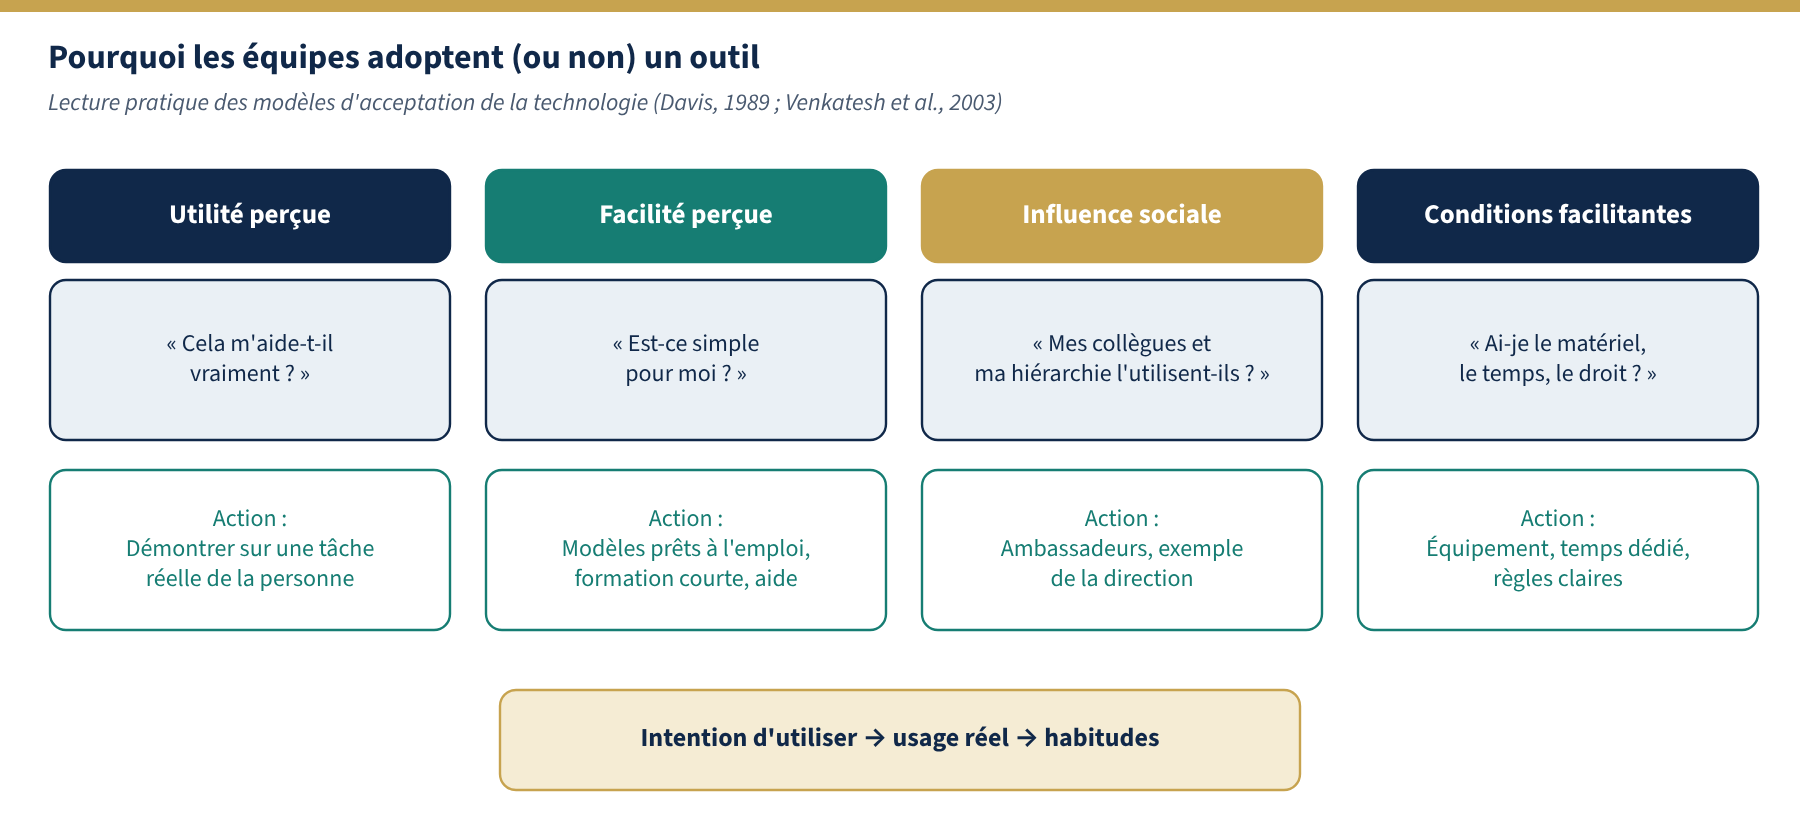 Pourquoi les équipes adoptent (ou non) un outil
Lecture pratique des modèles d'acceptation de la technologie (Davis, 1989 ; Venkatesh et al., 2003)
Utilité perçue
Facilité perçue
Influence sociale
Conditions facilitantes
« Cela m'aide-t-il
vraiment ? »
« Est-ce simple
pour moi ? »
« Mes collègues et
ma hiérarchie l'utilisent-ils ? »
« Ai-je le matériel,
le temps, le droit ? »
Action :
Démontrer sur une tâche
réelle de la personne
Action :
Modèles prêts à l'emploi,
formation courte, aide
Action :
Ambassadeurs, exemple
de la direction
Action :
Équipement, temps dédié,
règles claires
Intention d'utiliser → usage réel → habitudes